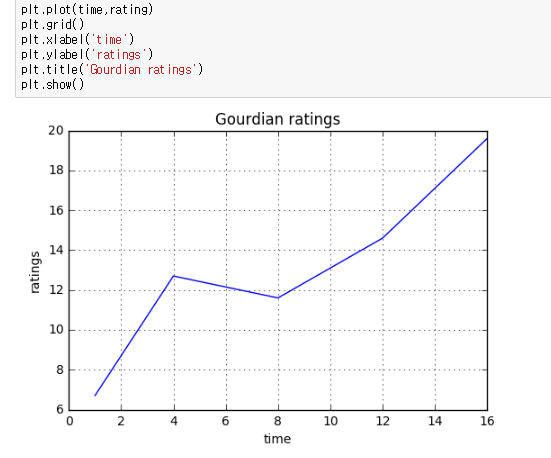 plt.plot(time,rating)
plt.grid()
plt.xlabel('time')
plt.ylabel('ratings')
plt.title('Gourdian ratings')
plt.show()
Gourdian ratings
20
18
16
14
12
10
8
6
ratings
0 2 4 6 8 10 12 14 16
time